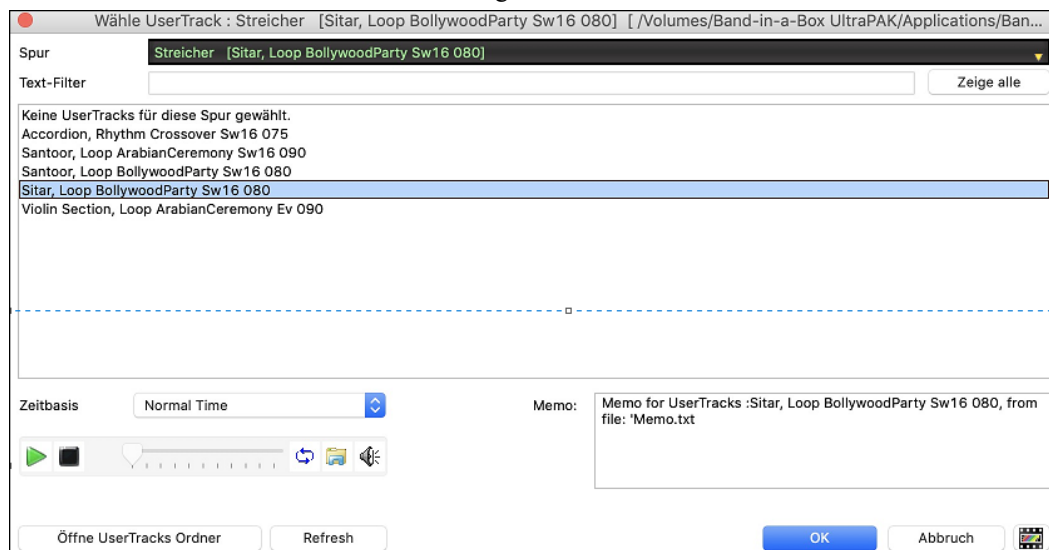 Wähle UserTrack : Streicher [Sitar, Loop BollywoodParty Sw16 080] [ /Volumes/Band-in-a-Box UltraPAK/Applications/Ban...
Spur Streicher [Sitar, Loop BollywoodParty Sw16 080]
Text-Filter Zeige alle
Keine UserTracks für diese Spur gewählt.
Accordion, Rhythm Crossover Sw16 075
Santoor, Loop ArabianCeremony Sw16 090
Santoor, Loop BollywoodParty Sw16 080
Sitar, Loop BollywoodParty Sw16 080
Violin Section, Loop ArabianCeremony Ev 090
Zeitbasis Normal Time Memo: Memo for UserTracks :Sitar, Loop BollywoodParty Sw16 080, from
file: 'Memo.txt
Öffne UserTracks Ordner Refresh OK Abbruch